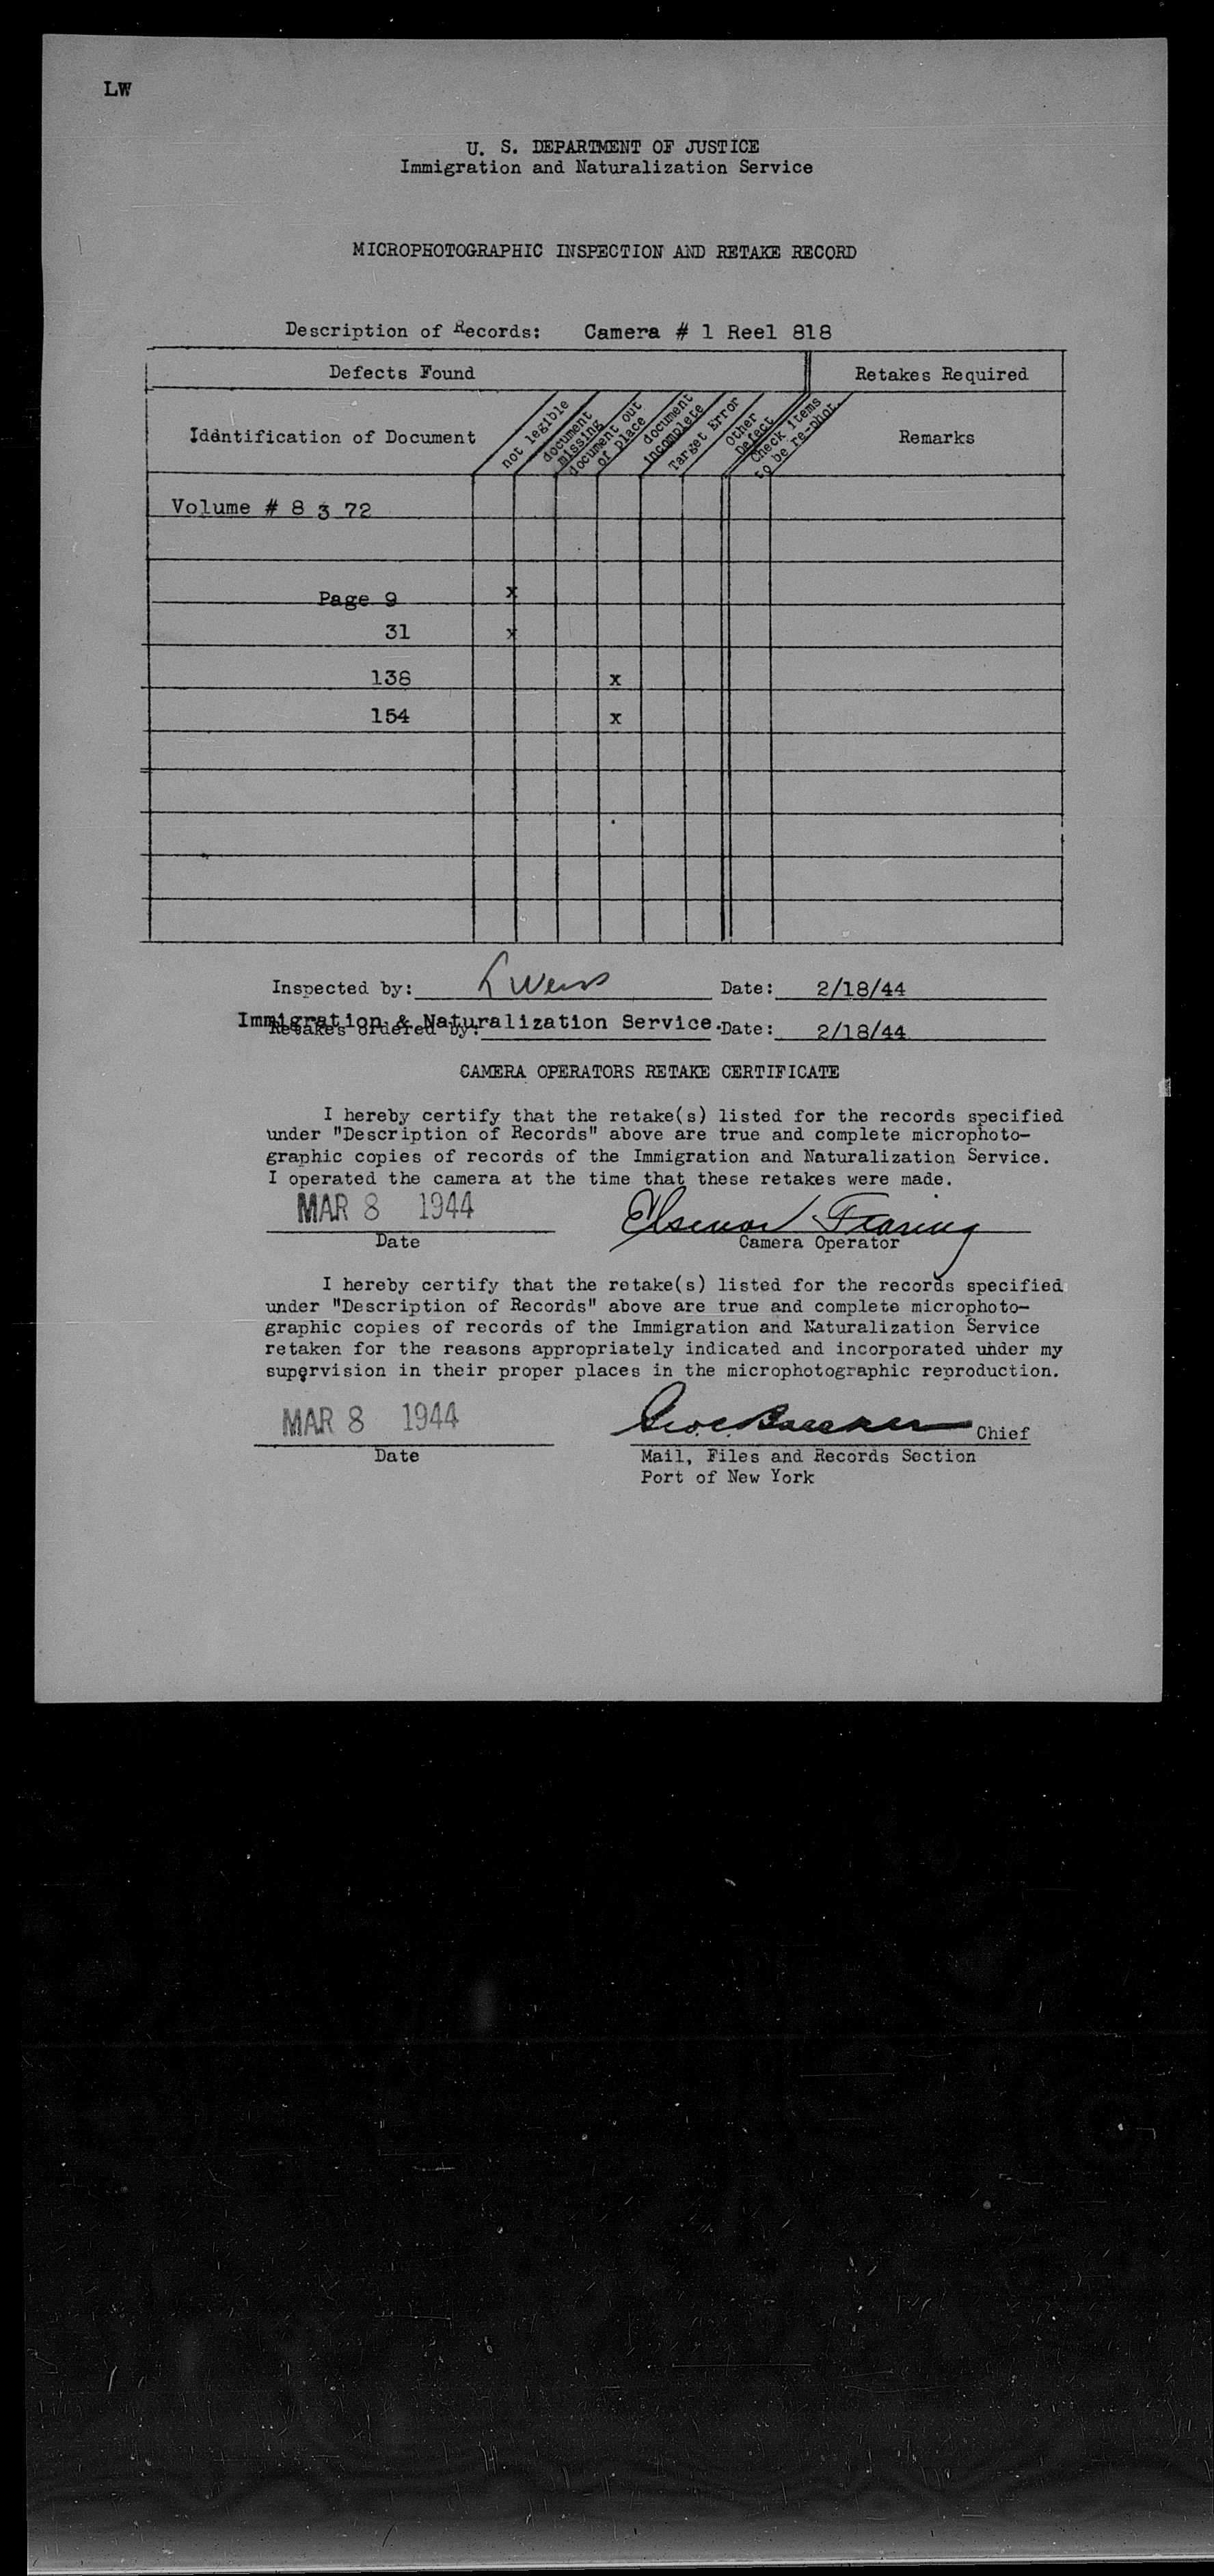 LW
U. S. DEPARTMENT OF JUSTICE
Immigration and Naturalization Service
MICROPHOTOGRAPHIC INSPECTION AND RETAKE RECORD
Description of Records: Camera # 1 Reel 818
Defects Found
Retakes Required
Identification of Document
not legible
document missing
document out of place
document incomplete
Target Error
Other Defect
Check items to be re-phot.
Remarks
Volume # 8 3 72
Page 9 x
31 x
138 x
154 x
Inspected by: L Weiss Date: 2/18/44
Immigration & Naturalization Service.
Retakes ordered by: Date: 2/18/44
CAMERA OPERATORS RETAKE CERTIFICATE
I hereby certify that the retake(s) listed for the records specified
under "Description of Records" above are true and complete microphoto-
graphic copies of records of the Immigration and Naturalization Service.
I operated the camera at the time that these retakes were made.
MAR 8 1944
Date
Camera Operator
I hereby certify that the retake(s) listed for the records specified
under "Description of Records" above are true and complete microphoto-
graphic copies of records of the Immigration and Naturalization Service
retaken for the reasons appropriately indicated and incorporated under my
supervision in their proper places in the microphotographic reproduction.
MAR 8 1944
Chief
Date
Mail, Files and Records Section
Port of New York